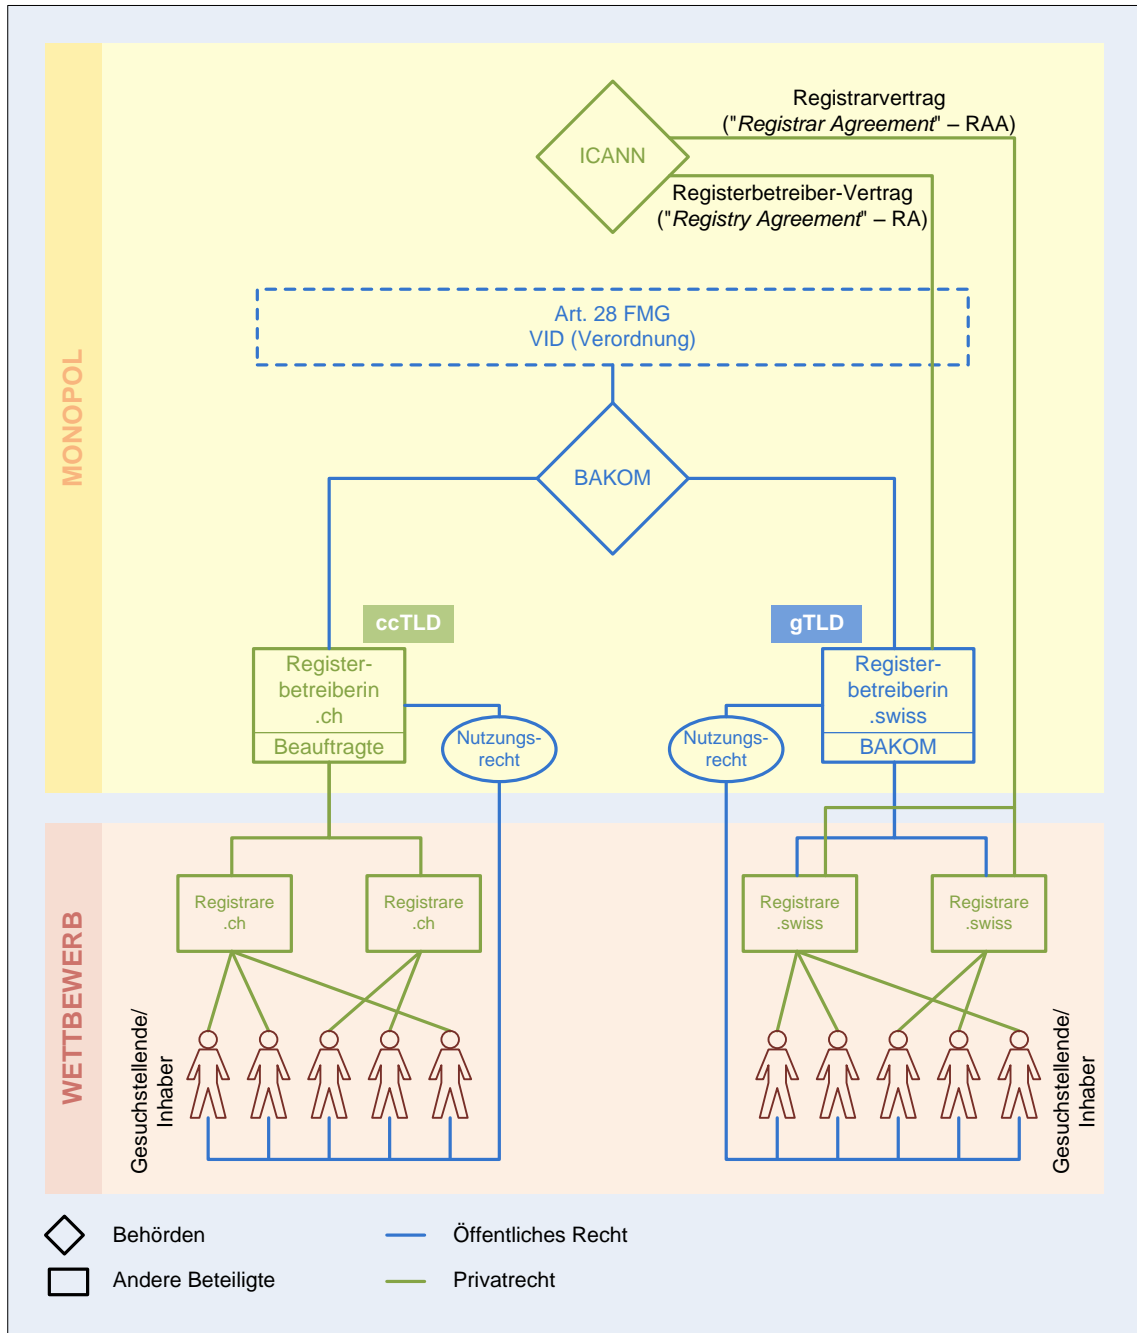 MONOPOL
ICANN
Registrarvertrag
("Registrar Agreement" – RAA)
Registerbetreiber-Vertrag
("Registry Agreement" – RA)
Art. 28 FMG
VID (Verordnung)
BAKOM
ccTLD
gTLD
Register-
betreiberin
.ch
Beauftragte
Nutzungs-
recht
Nutzungs-
recht
Register-
betreiberin
.swiss
BAKOM
WETTBEWERB
Registrare
.ch
Registrare
.ch
Registrare
.swiss
Registrare
.swiss
Gesuchstellende/
Inhaber
Gesuchstellende/
Inhaber
Behörden
Öffentliches Recht
Andere Beteiligte
Privatrecht